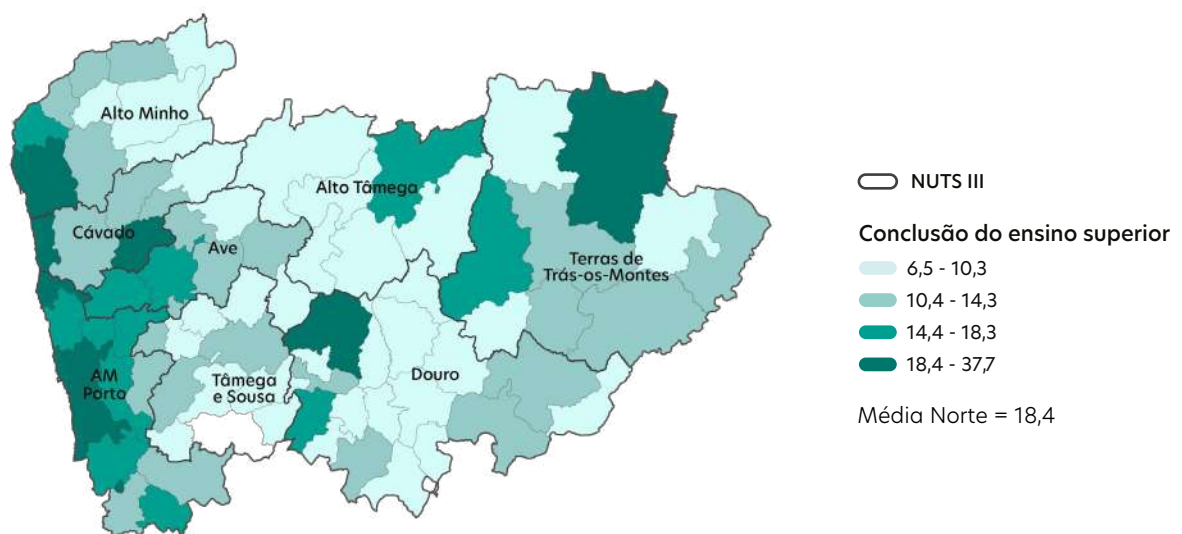 Alto Minho
Alto Tâmega
Cávado
Ave
Terras de
Trás-os-Montes
AM
Porto
Tâmega
e Sousa
Douro
NUTS III
Conclusão do ensino superior
6,5 - 10,3
10,4 - 14,3
14,4 - 18,3
18,4 - 37,7
Média Norte = 18,4